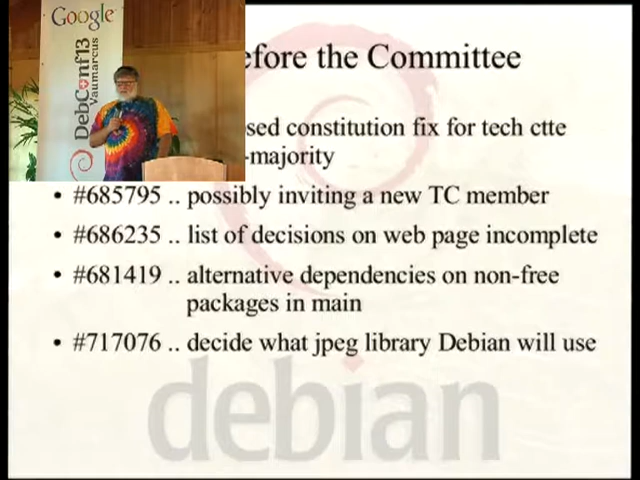 Google
DebConf13
Vaumarcus
efore the Committee
sed constitution fix for tech ctte
-majority
• #685795 .. possibly inviting a new TC member
• #686235 .. list of decisions on web page incomplete
• #681419 .. alternative dependencies on non-free
packages in main
• #717076 .. decide what jpeg library Debian will use
debian